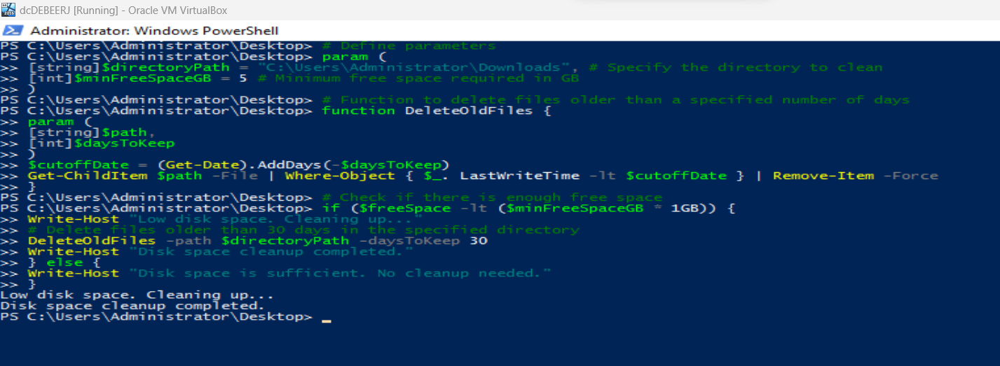 dcDEBEERJ [Running] - Oracle VM VirtualBox
Administrator: Windows PowerShell
PS C:\Users\Administrator\Desktop> # Define parameters
PS C:\Users\Administrator\Desktop> param (
>> [string]$directoryPath = "C:\Users\Administrator\Downloads", # Specify the directory to clean
>> [int]$minFreeSpaceGB = 5 # Minimum free space required in GB
>> )
PS C:\Users\Administrator\Desktop> # Function to delete files older than a specified number of days
PS C:\Users\Administrator\Desktop> function DeleteOldFiles {
>> param (
>> [string]$path,
>> [int]$daysToKeep
>> )
>> $cutoffDate = (Get-Date).AddDays(-$daysToKeep)
>> Get-ChildItem $path -File | Where-Object { $_. LastWriteTime -lt $cutoffDate } | Remove-Item -Force
>> }
PS C:\Users\Administrator\Desktop> # Check if there is enough free space
PS C:\Users\Administrator\Desktop> if ($freeSpace -lt ($minFreeSpaceGB * 1GB)) {
>> Write-Host "Low disk space. Cleaning up..."
>> # Delete files older than 30 days in the specified directory
>> DeleteOldFiles -path $directoryPath -daysToKeep 30
>> Write-Host "Disk space cleanup completed."
>> } else {
>> Write-Host "Disk space is sufficient. No cleanup needed."
>> }
Low disk space. Cleaning up...
Disk space cleanup completed.
PS C:\Users\Administrator\Desktop>